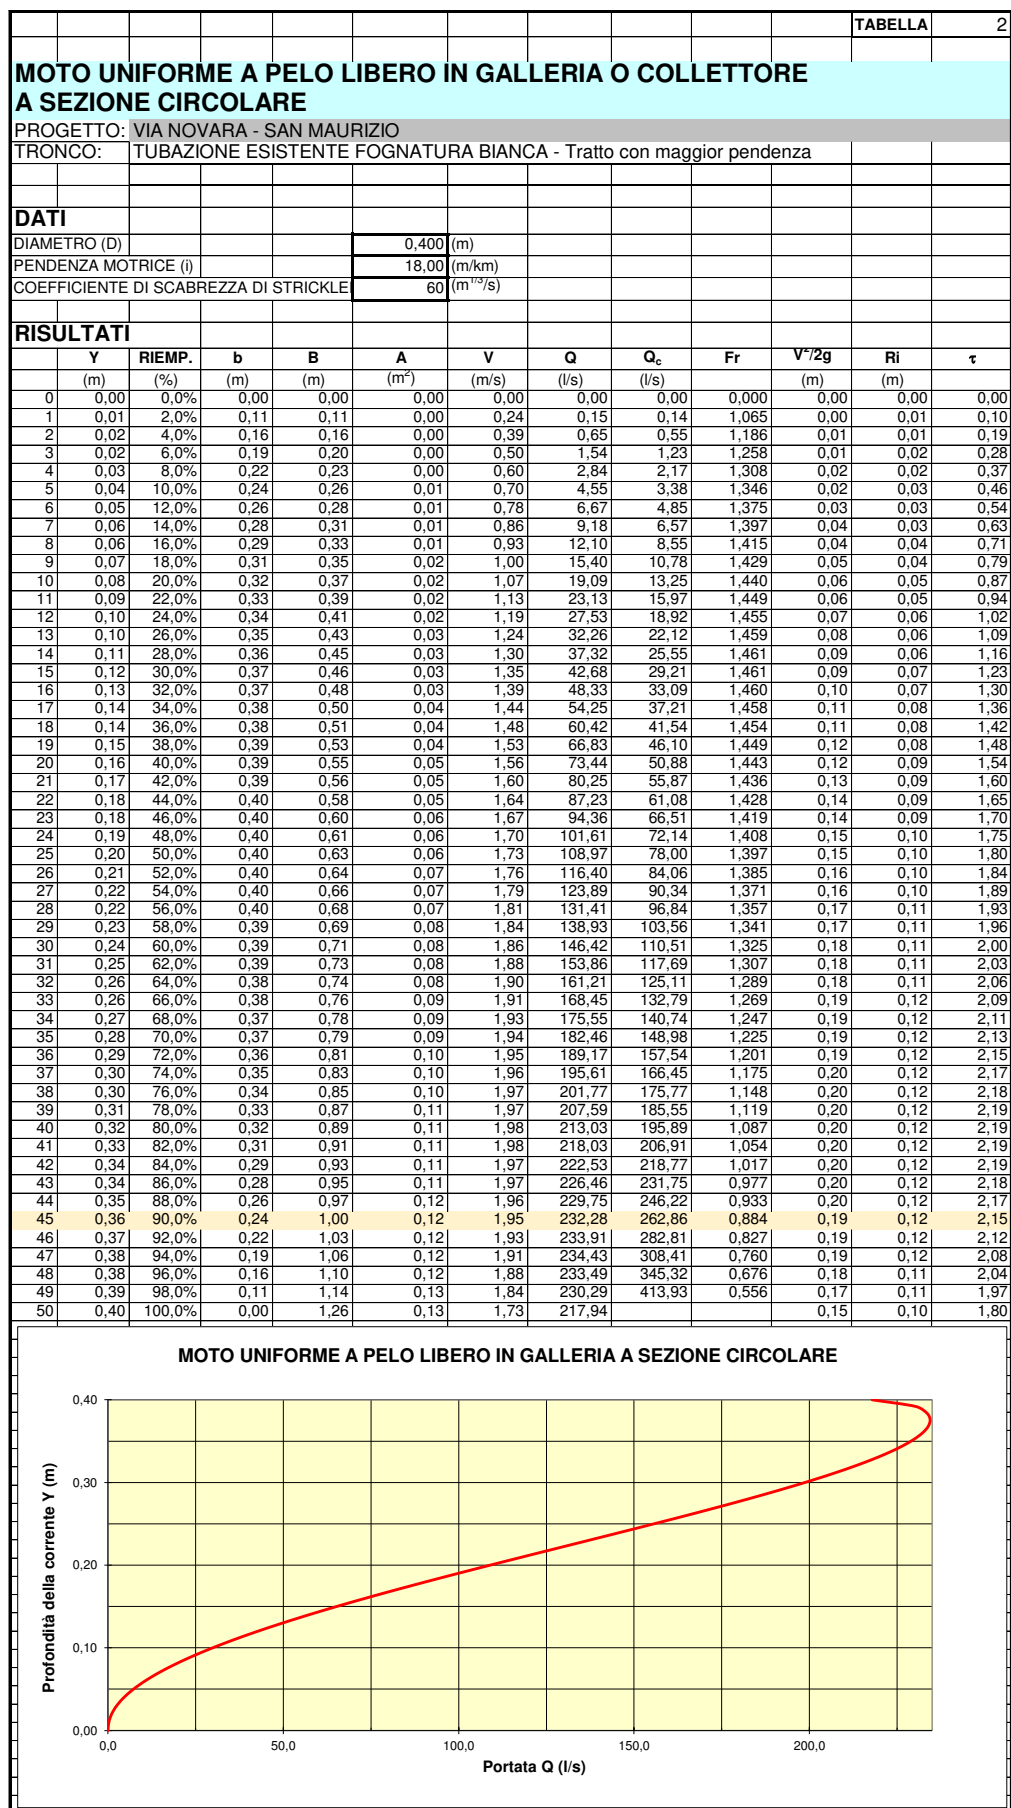 TABELLA 2
MOTO UNIFORME A PELO LIBERO IN GALLERIA O COLLETTORE
A SEZIONE CIRCOLARE
PROGETTO: VIA NOVARA - SAN MAURIZIO
TRONCO: TUBAZIONE ESISTENTE FOGNATURA BIANCA - Tratto con maggior pendenza
DATI
DIAMETRO (D) 0,400 (m)
PENDENZA MOTRICE (i) 18,00 (m/km)
COEFFICIENTE DI SCABREZZA DI STRICKLE 60 (m^1/3/s)
RISULTATI
Y RIEMP. b B A V Q Qc Fr V²/2g Ri τ
(m) (%) (m) (m) (m²) (m/s) (l/s) (l/s) (m) (m)
0 0,00 0,0% 0,00 0,00 0,00 0,00 0,00 0,00 0,000 0,00 0,00 0,00
1 0,01 2,0% 0,11 0,11 0,00 0,24 0,15 0,14 1,065 0,00 0,01 0,10
2 0,02 4,0% 0,16 0,16 0,00 0,39 0,65 0,55 1,186 0,01 0,01 0,19
3 0,02 6,0% 0,19 0,20 0,00 0,50 1,54 1,23 1,258 0,01 0,02 0,28
4 0,03 8,0% 0,22 0,23 0,00 0,60 2,84 2,17 1,308 0,02 0,02 0,37
5 0,04 10,0% 0,24 0,26 0,01 0,70 4,55 3,38 1,346 0,02 0,03 0,46
6 0,05 12,0% 0,26 0,28 0,01 0,78 6,67 4,85 1,375 0,03 0,03 0,54
7 0,06 14,0% 0,28 0,31 0,01 0,86 9,18 6,57 1,397 0,04 0,03 0,63
8 0,06 16,0% 0,29 0,33 0,01 0,93 12,10 8,55 1,415 0,04 0,04 0,71
9 0,07 18,0% 0,31 0,35 0,02 1,00 15,40 10,78 1,429 0,05 0,04 0,79
10 0,08 20,0% 0,32 0,37 0,02 1,07 19,09 13,25 1,440 0,06 0,05 0,87
11 0,09 22,0% 0,33 0,39 0,02 1,13 23,13 15,97 1,449 0,06 0,05 0,94
12 0,10 24,0% 0,34 0,41 0,02 1,19 27,53 18,92 1,455 0,07 0,06 1,02
13 0,10 26,0% 0,35 0,43 0,03 1,24 32,26 22,12 1,459 0,08 0,06 1,09
14 0,11 28,0% 0,36 0,45 0,03 1,30 37,32 25,55 1,461 0,09 0,06 1,16
15 0,12 30,0% 0,37 0,46 0,03 1,35 42,68 29,21 1,461 0,09 0,07 1,23
16 0,13 32,0% 0,37 0,48 0,03 1,39 48,33 33,09 1,460 0,10 0,07 1,30
17 0,14 34,0% 0,38 0,50 0,04 1,44 54,25 37,21 1,458 0,11 0,08 1,36
18 0,14 36,0% 0,38 0,51 0,04 1,48 60,42 41,54 1,454 0,11 0,08 1,42
19 0,15 38,0% 0,39 0,53 0,04 1,53 66,83 46,10 1,449 0,12 0,08 1,48
20 0,16 40,0% 0,39 0,55 0,05 1,56 73,44 50,88 1,443 0,12 0,09 1,54
21 0,17 42,0% 0,39 0,56 0,05 1,60 80,25 55,87 1,436 0,13 0,09 1,60
22 0,18 44,0% 0,40 0,58 0,05 1,64 87,23 61,08 1,428 0,14 0,09 1,65
23 0,18 46,0% 0,40 0,60 0,06 1,67 94,36 66,51 1,419 0,14 0,09 1,70
24 0,19 48,0% 0,40 0,61 0,06 1,70 101,61 72,14 1,408 0,15 0,10 1,75
25 0,20 50,0% 0,40 0,63 0,06 1,73 108,97 78,00 1,397 0,15 0,10 1,80
26 0,21 52,0% 0,40 0,64 0,07 1,76 116,40 84,06 1,385 0,16 0,10 1,84
27 0,22 54,0% 0,40 0,66 0,07 1,79 123,89 90,34 1,371 0,16 0,10 1,89
28 0,22 56,0% 0,40 0,68 0,07 1,81 131,41 96,84 1,357 0,17 0,11 1,93
29 0,23 58,0% 0,39 0,69 0,08 1,84 138,93 103,56 1,341 0,17 0,11 1,96
30 0,24 60,0% 0,39 0,71 0,08 1,86 146,42 110,51 1,325 0,18 0,11 2,00
31 0,25 62,0% 0,39 0,73 0,08 1,88 153,86 117,69 1,307 0,18 0,11 2,03
32 0,26 64,0% 0,38 0,74 0,08 1,90 161,21 125,11 1,289 0,18 0,11 2,06
33 0,26 66,0% 0,38 0,76 0,09 1,91 168,45 132,79 1,269 0,19 0,12 2,09
34 0,27 68,0% 0,37 0,78 0,09 1,93 175,55 140,74 1,247 0,19 0,12 2,11
35 0,28 70,0% 0,37 0,79 0,09 1,94 182,46 148,98 1,225 0,19 0,12 2,13
36 0,29 72,0% 0,36 0,81 0,10 1,95 189,17 157,54 1,201 0,19 0,12 2,15
37 0,30 74,0% 0,35 0,83 0,10 1,96 195,61 166,45 1,175 0,20 0,12 2,17
38 0,30 76,0% 0,34 0,85 0,10 1,97 201,77 175,77 1,148 0,20 0,12 2,18
39 0,31 78,0% 0,33 0,87 0,11 1,97 207,59 185,55 1,119 0,20 0,12 2,19
40 0,32 80,0% 0,32 0,89 0,11 1,98 213,03 195,89 1,087 0,20 0,12 2,19
41 0,33 82,0% 0,31 0,91 0,11 1,98 218,03 206,91 1,054 0,20 0,12 2,19
42 0,34 84,0% 0,29 0,93 0,11 1,97 222,53 218,77 1,017 0,20 0,12 2,19
43 0,34 86,0% 0,28 0,95 0,11 1,97 226,46 231,75 0,977 0,20 0,12 2,18
44 0,35 88,0% 0,26 0,97 0,12 1,96 229,75 246,22 0,933 0,20 0,12 2,17
45 0,36 90,0% 0,24 1,00 0,12 1,95 232,28 262,86 0,884 0,19 0,12 2,15
46 0,37 92,0% 0,22 1,03 0,12 1,93 233,91 282,81 0,827 0,19 0,12 2,12
47 0,38 94,0% 0,19 1,06 0,12 1,91 234,43 308,41 0,760 0,19 0,12 2,08
48 0,38 96,0% 0,16 1,10 0,12 1,88 233,49 345,32 0,676 0,18 0,11 2,04
49 0,39 98,0% 0,11 1,14 0,13 1,84 230,29 413,93 0,556 0,17 0,11 1,97
50 0,40 100,0% 0,00 1,26 0,13 1,73 217,94 0,15 0,10 1,80
MOTO UNIFORME A PELO LIBERO IN GALLERIA A SEZIONE CIRCOLARE
Profondità della corrente Y (m)
0,40
0,30
0,20
0,10
0,00
0,0 50,0 100,0 150,0 200,0
Portata Q (l/s)